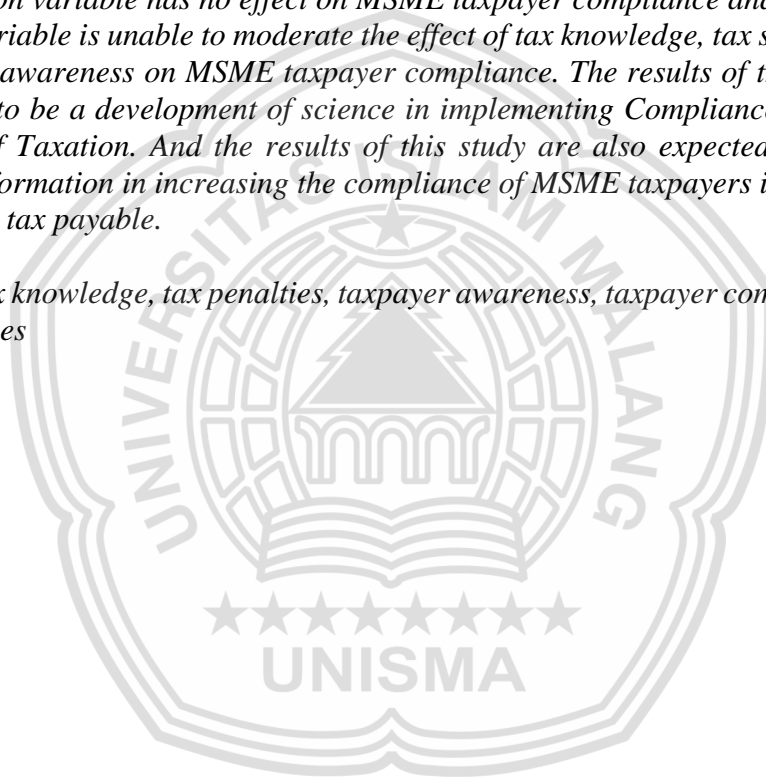 on variable has no effect on MSME taxpayer compliance and
riable is unable to moderate the effect of tax knowledge, tax s
awareness on MSME taxpayer compliance. The results of t
to be a development of science in implementing Compliance
f Taxation. And the results of this study are also expected
formation in increasing the compliance of MSME taxpayers i
tax payable.
x knowledge, tax penalties, taxpayer awareness, taxpayer com
es
UNIVERSITAS ISLAM MALANG
UNISMA